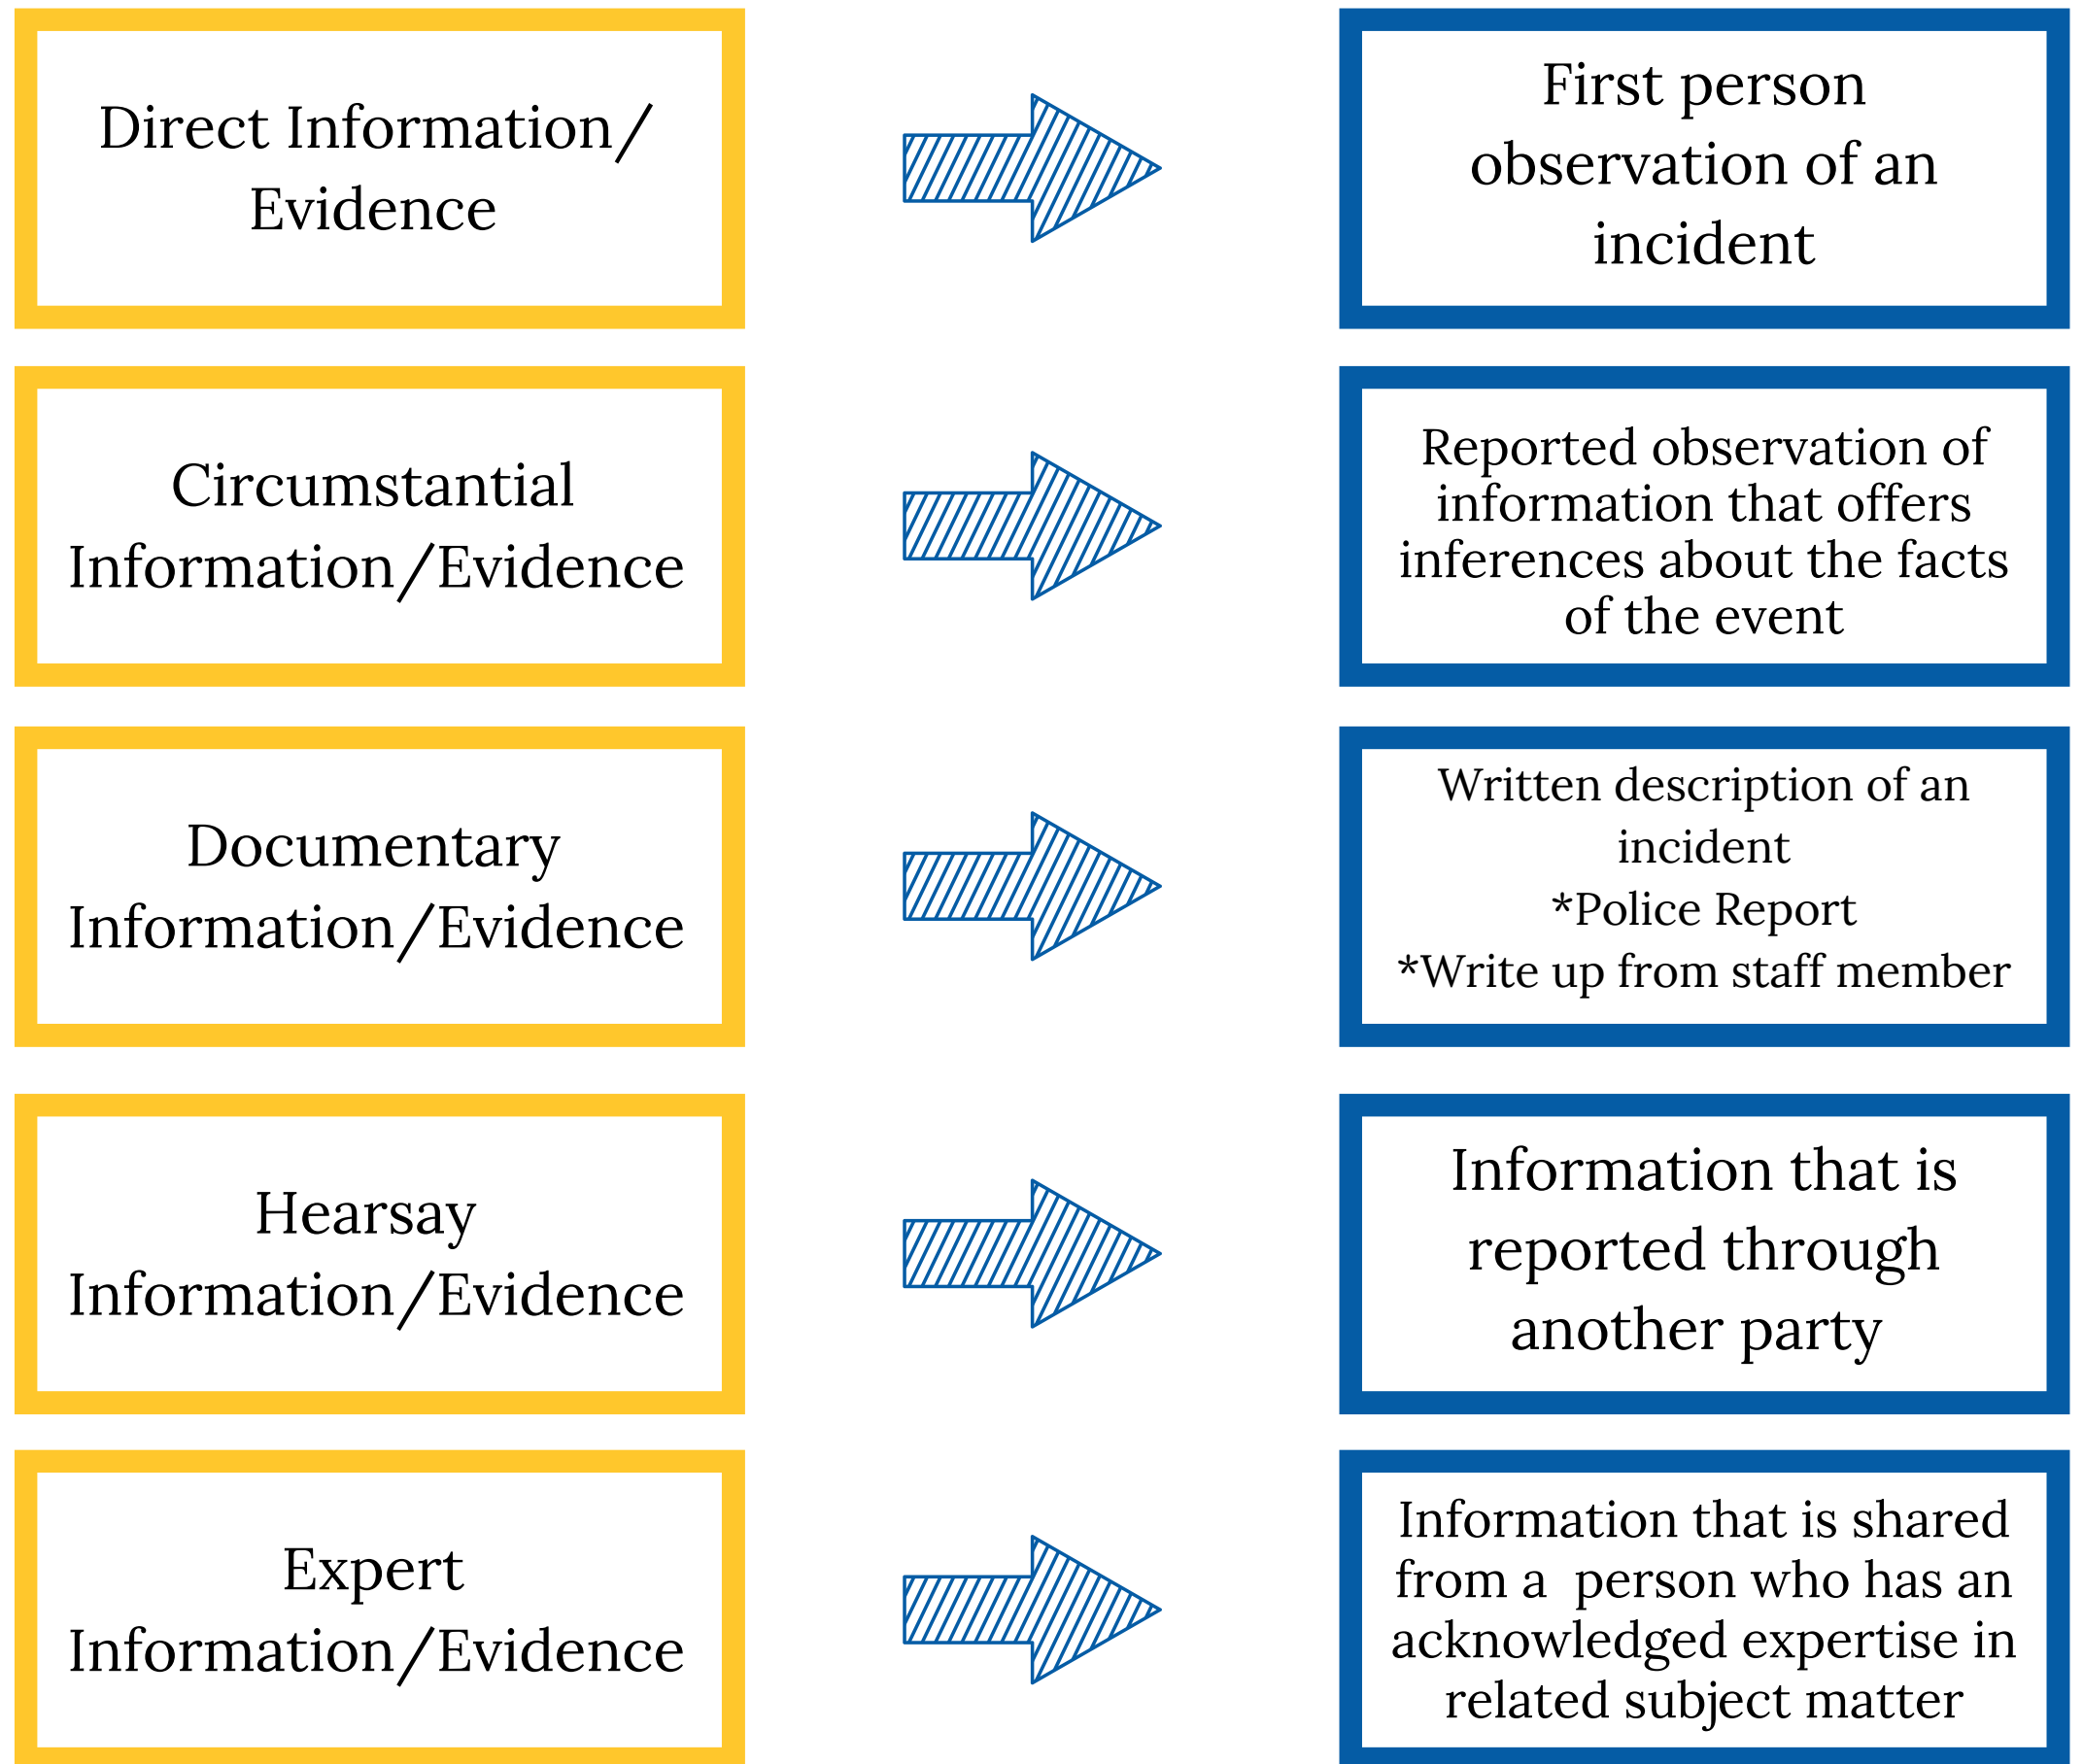 Direct Information/
Evidence
First person
observation of an
incident
Circumstantial
Information/Evidence
Reported observation of
information that offers
inferences about the facts
of the event
Documentary
Information/Evidence
Written description of an
incident
*Police Report
*Write up from staff member
Hearsay
Information/Evidence
Information that is
reported through
another party
Expert
Information/Evidence
Information that is shared
from a  person who has an
acknowledged expertise in
related subject matter